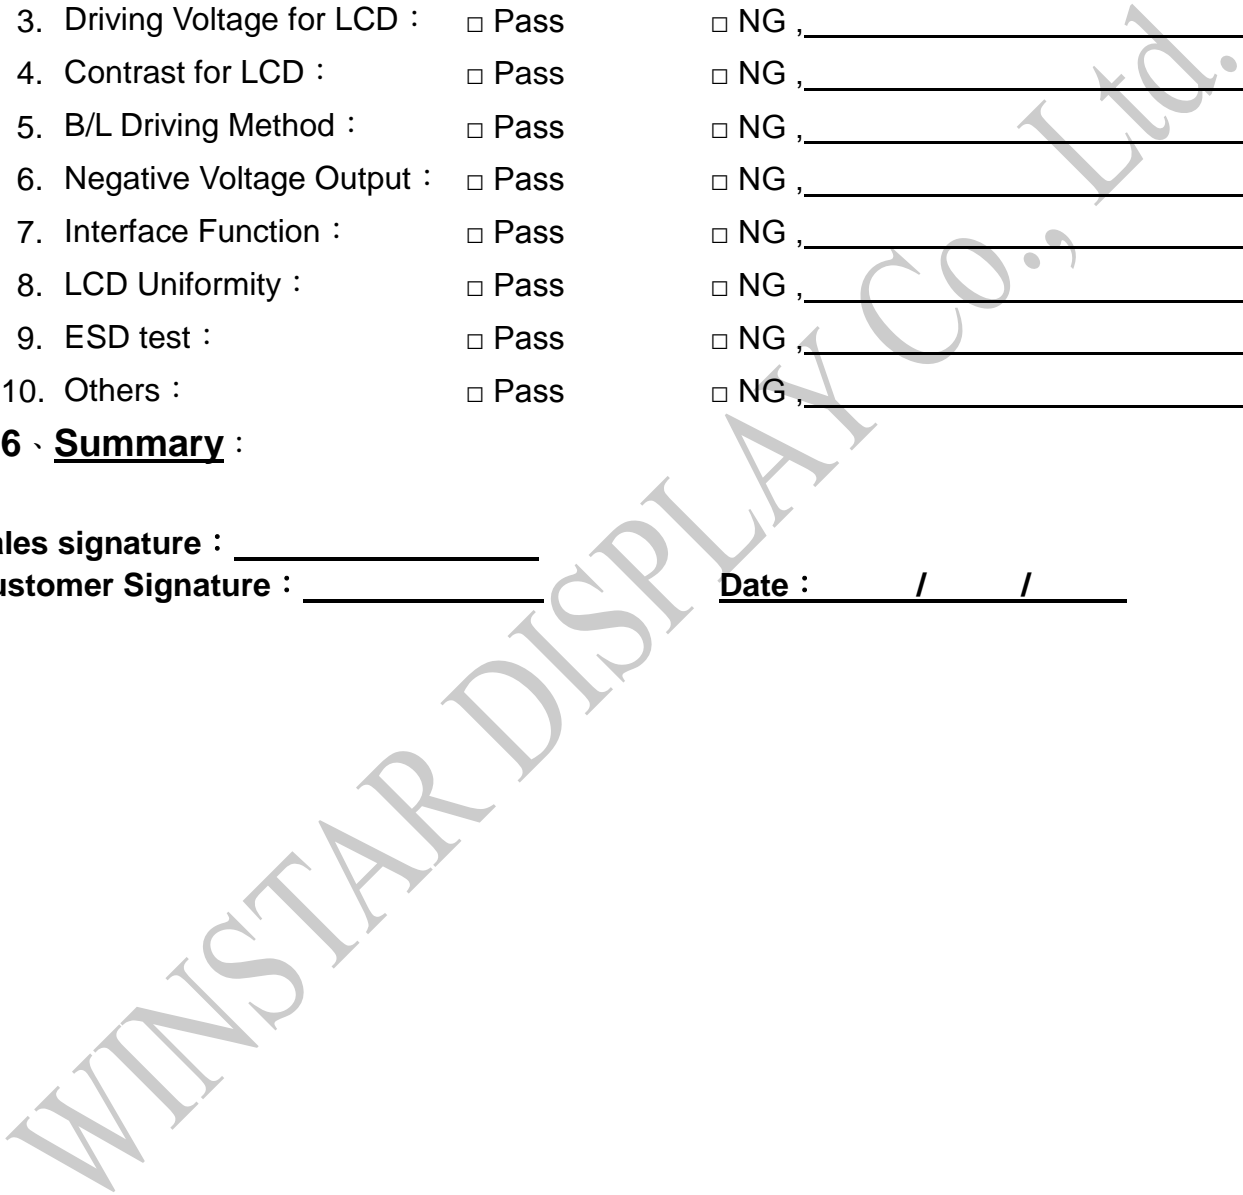 3. Driving Voltage for LCD： □ Pass □ NG ,
4. Contrast for LCD： □ Pass □ NG ,
5. B/L Driving Method： □ Pass □ NG ,
6. Negative Voltage Output： □ Pass □ NG ,
7. Interface Function： □ Pass □ NG ,
8. LCD Uniformity： □ Pass □ NG ,
9. ESD test： □ Pass □ NG ,
10. Others： □ Pass □ NG ,
6、Summary：
ales signature：
ustomer Signature： Date： / /
WINSTAR DISPLAY Co., Ltd.